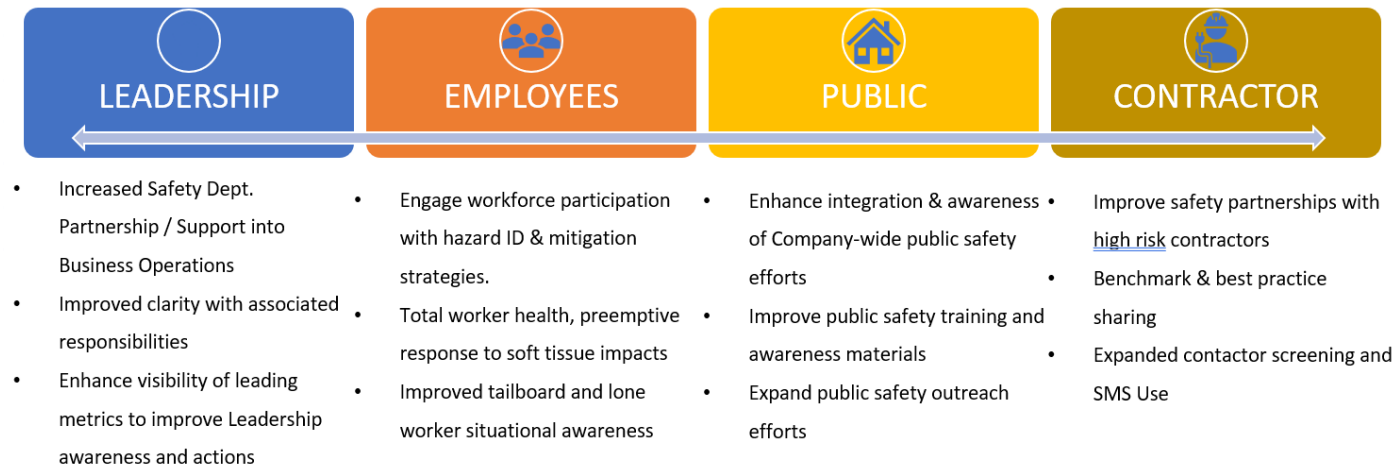 LEADERSHIP
EMPLOYEES
PUBLIC
CONTRACTOR
• Increased Safety Dept.
Partnership / Support into
Business Operations
• Improved clarity with associated
responsibilities
• Enhance visibility of leading
metrics to improve Leadership
awareness and actions
• Engage workforce participation
with hazard ID & mitigation
strategies.
• Total worker health, preemptive
response to soft tissue impacts
• Improved tailboard and lone
worker situational awareness
• Enhance integration & awareness
of Company-wide public safety
efforts
• Improve public safety training and
awareness materials
• Expand public safety outreach
efforts
• Improve safety partnerships with
high risk contractors
• Benchmark & best practice
sharing
• Expanded contactor screening and
SMS Use